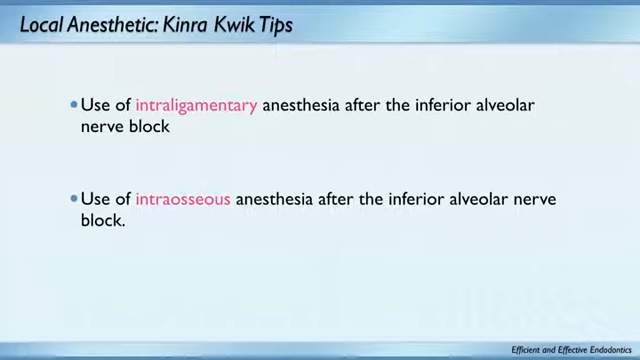 Local Anesthetic: Kinra Kwik Tips
•Use of intraligamentary anesthesia after the inferior alveolar
nerve block
•Use of intraosseous anesthesia after the inferior alveolar nerve
block.
Efficient and Effective Endodontics